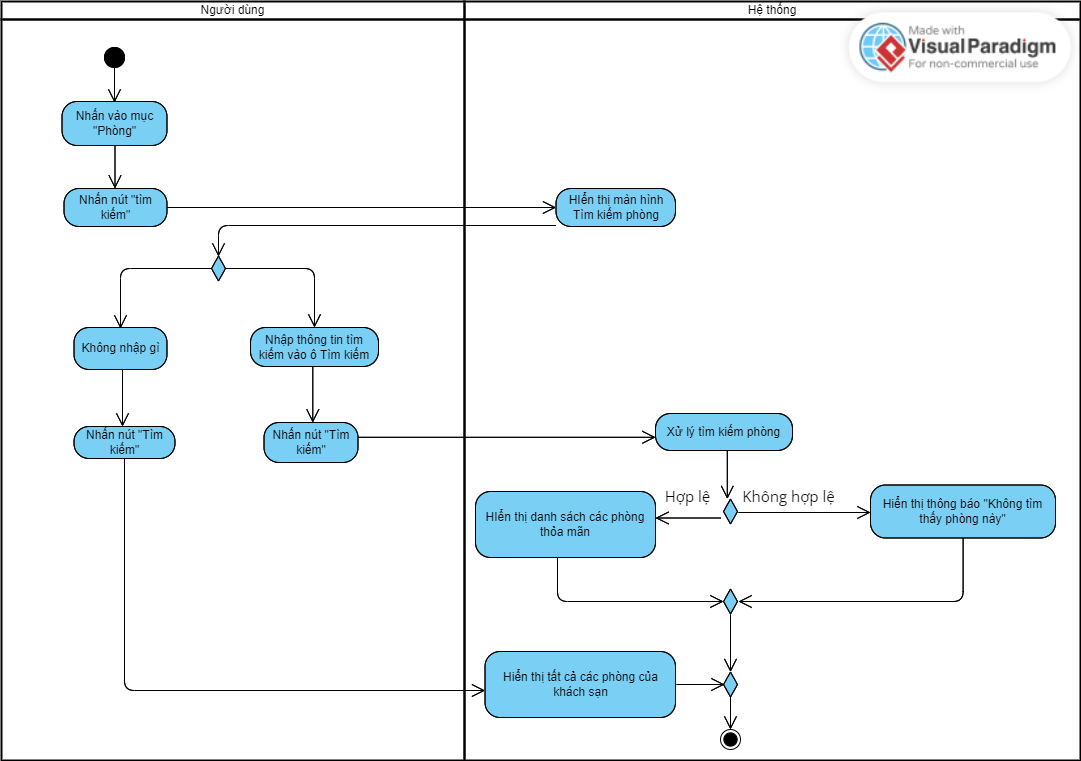 Người dùng
Hệ thống
Made with
VisualParadigm
For non-commercial use
Nhấn vào mục
"Phòng"
Nhấn nút "tìm
kiếm"
HIển thị màn hình
Tìm kiếm phòng
Không nhập gì
Nhập thông tin tìm
kiếm vào ô Tìm kiếm
Nhấn nút "Tìm
kiếm"
Nhấn nút "Tìm
kiếm"
Xử lý tìm kiếm phòng
Hợp lệ
Không hợp lệ
HIển thị danh sách các phòng
thỏa mãn
Hiển thị thông báo "Không tìm
thấy phòng này"
Hiển thị tất cả các phòng của
khách sạn